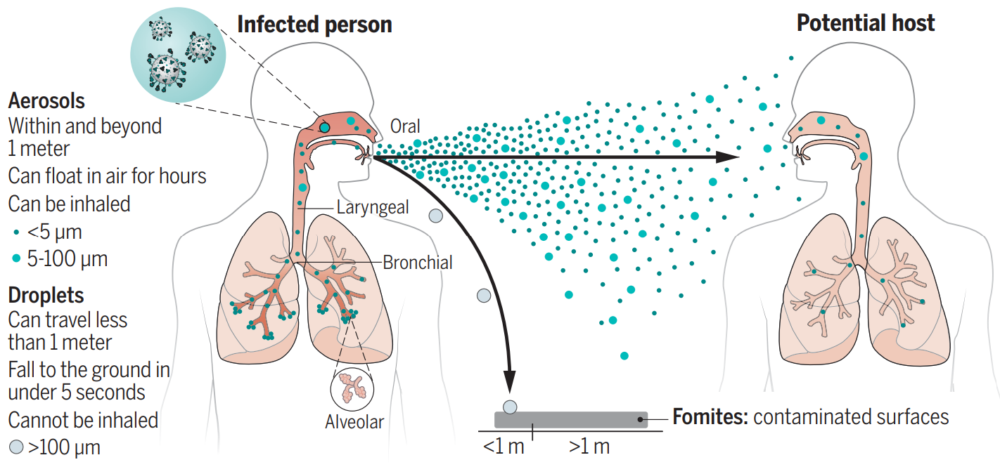 Infected person
Potential host
Aerosols
Within and beyond
1 meter
Can float in air for hours
Can be inhaled
<5 µm
5-100 µm
Droplets
Can travel less
than 1 meter
Fall to the ground in
under 5 seconds
Cannot be inhaled
>100 µm
Oral
Laryngeal
Bronchial
Alveolar
Fomites: contaminated surfaces
<1 m
>1 m